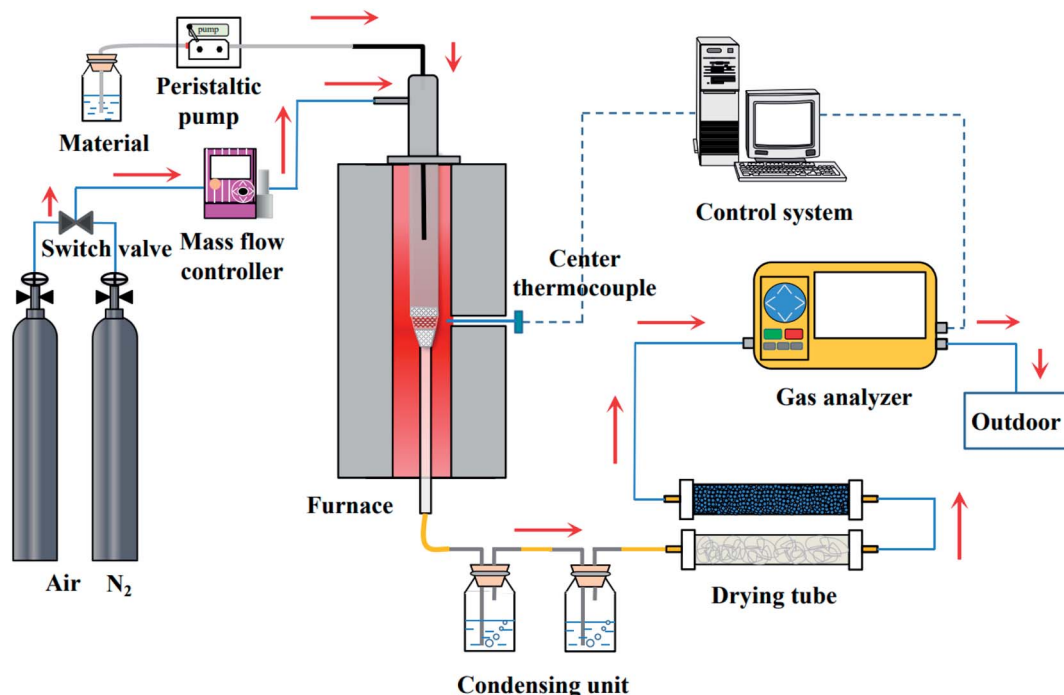 pump
Peristaltic
pump
Material
Switch valve
Mass flow
controller
Control system
Center
thermocouple
Gas analyzer
Outdoor
Furnace
Air
N₂
Drying tube
Condensing unit